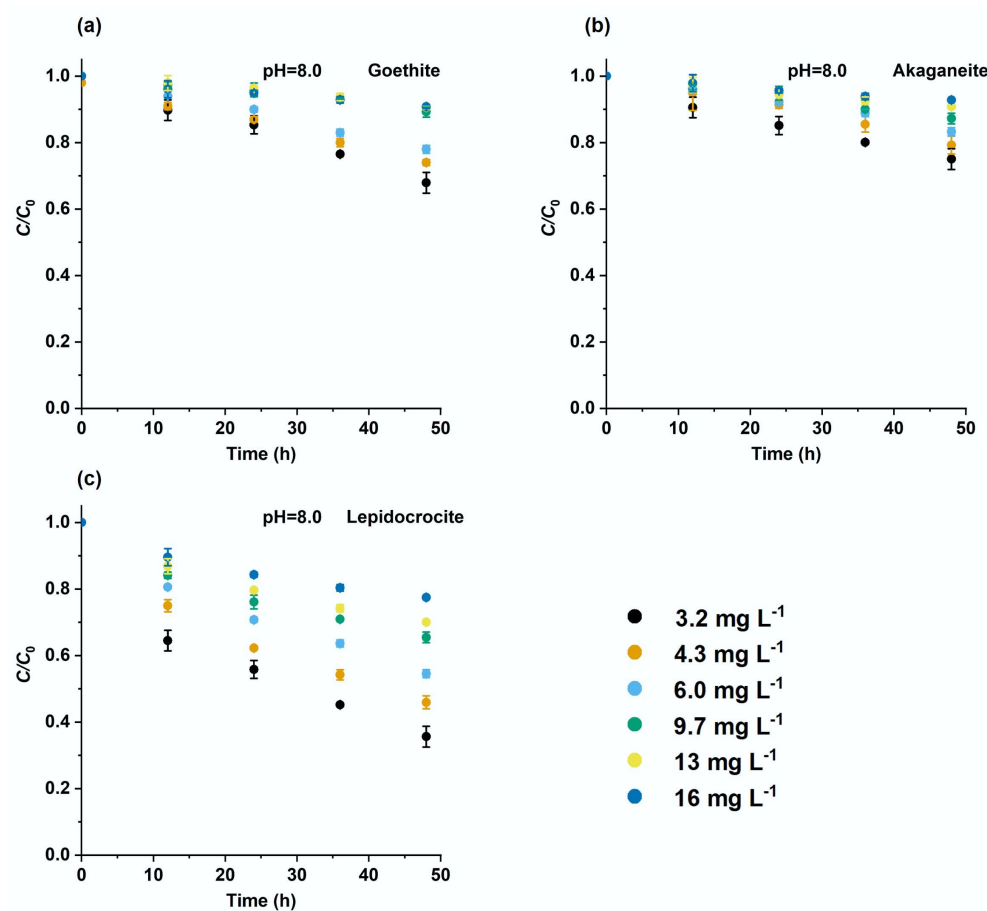 (a)
pH=8.0 Goethite
1.0
0.8
0.6
0.4
0.2
0.0
C/C₀
0 10 20 30 40 50
Time (h)
(b)
pH=8.0 Akaganeite
1.0
0.8
0.6
0.4
0.2
0.0
C/C₀
0 10 20 30 40 50
Time (h)
(c)
pH=8.0 Lepidocrocite
1.0
0.8
0.6
0.4
0.2
0.0
C/C₀
0 10 20 30 40 50
Time (h)
3.2 mg L⁻¹
4.3 mg L⁻¹
6.0 mg L⁻¹
9.7 mg L⁻¹
13 mg L⁻¹
16 mg L⁻¹